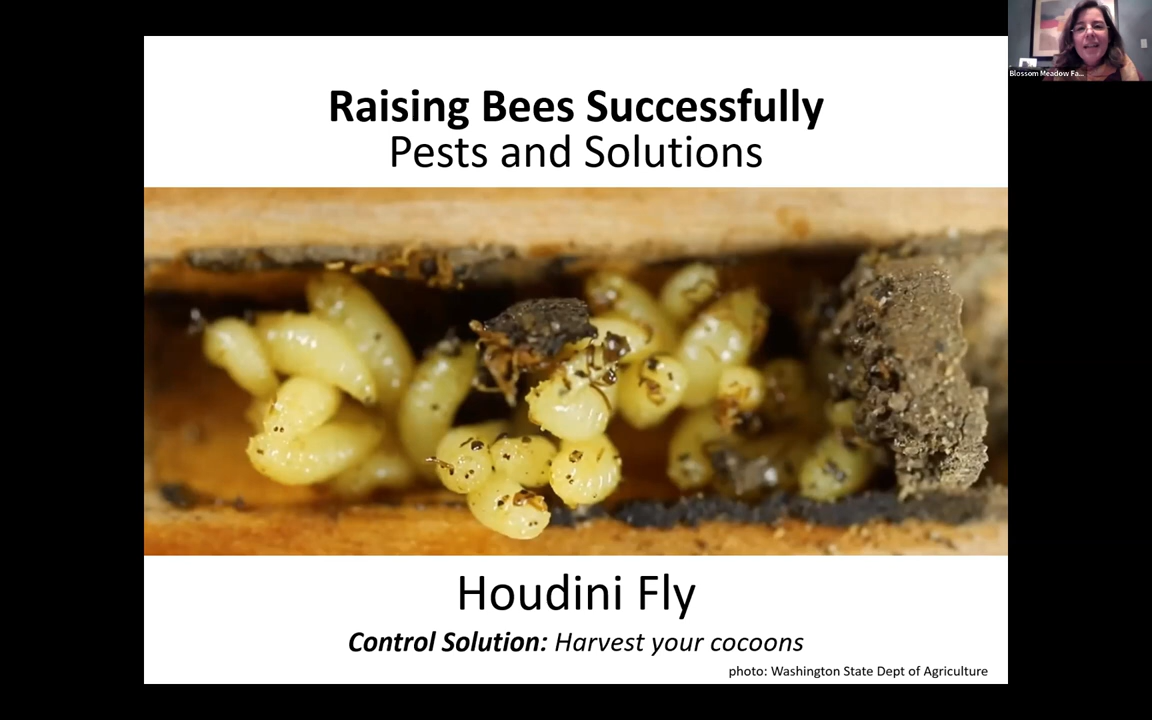 Raising Bees Successfully
Pests and Solutions
Houdini Fly
Control Solution: Harvest your cocoons
photo: Washington State Dept of Agriculture
Blossom Meadow Fa...